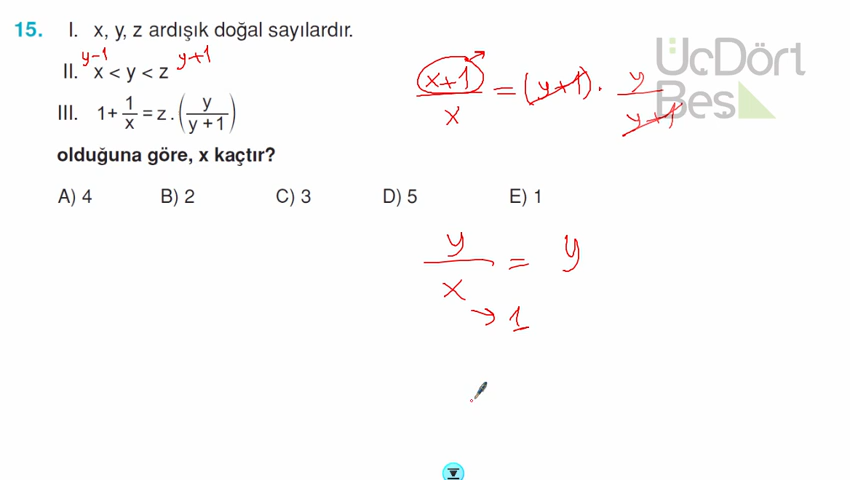 15. I. x, y, z ardışık doğal sayılardır.
y-1 y+1
II. x < y < z
III. 1+ 1/x = z . (y/(y+1))
olduğuna göre, x kaçtır?
A) 4 B) 2 C) 3 D) 5 E) 1
(x+1)/x = (y+1) . y/(y+1)
y/x = y
→ 1
ÜçDört
Beş